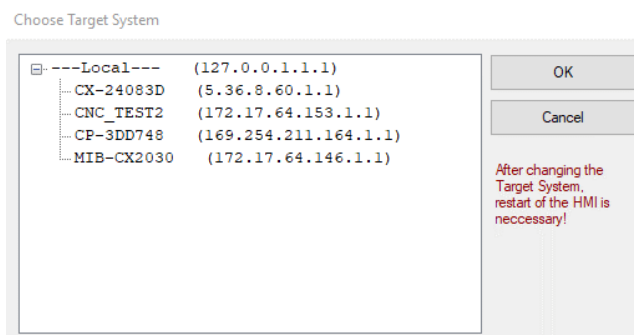 Choose Target System
---Local--- (127.0.0.1.1.1)
CX-24083D (5.36.8.60.1.1)
CNC_TEST2 (172.17.64.153.1.1)
CP-3DD748 (169.254.211.164.1.1)
MIB-CX2030 (172.17.64.146.1.1)
OK
Cancel
After changing the
Target System,
restart of the HMI is
neccessary!